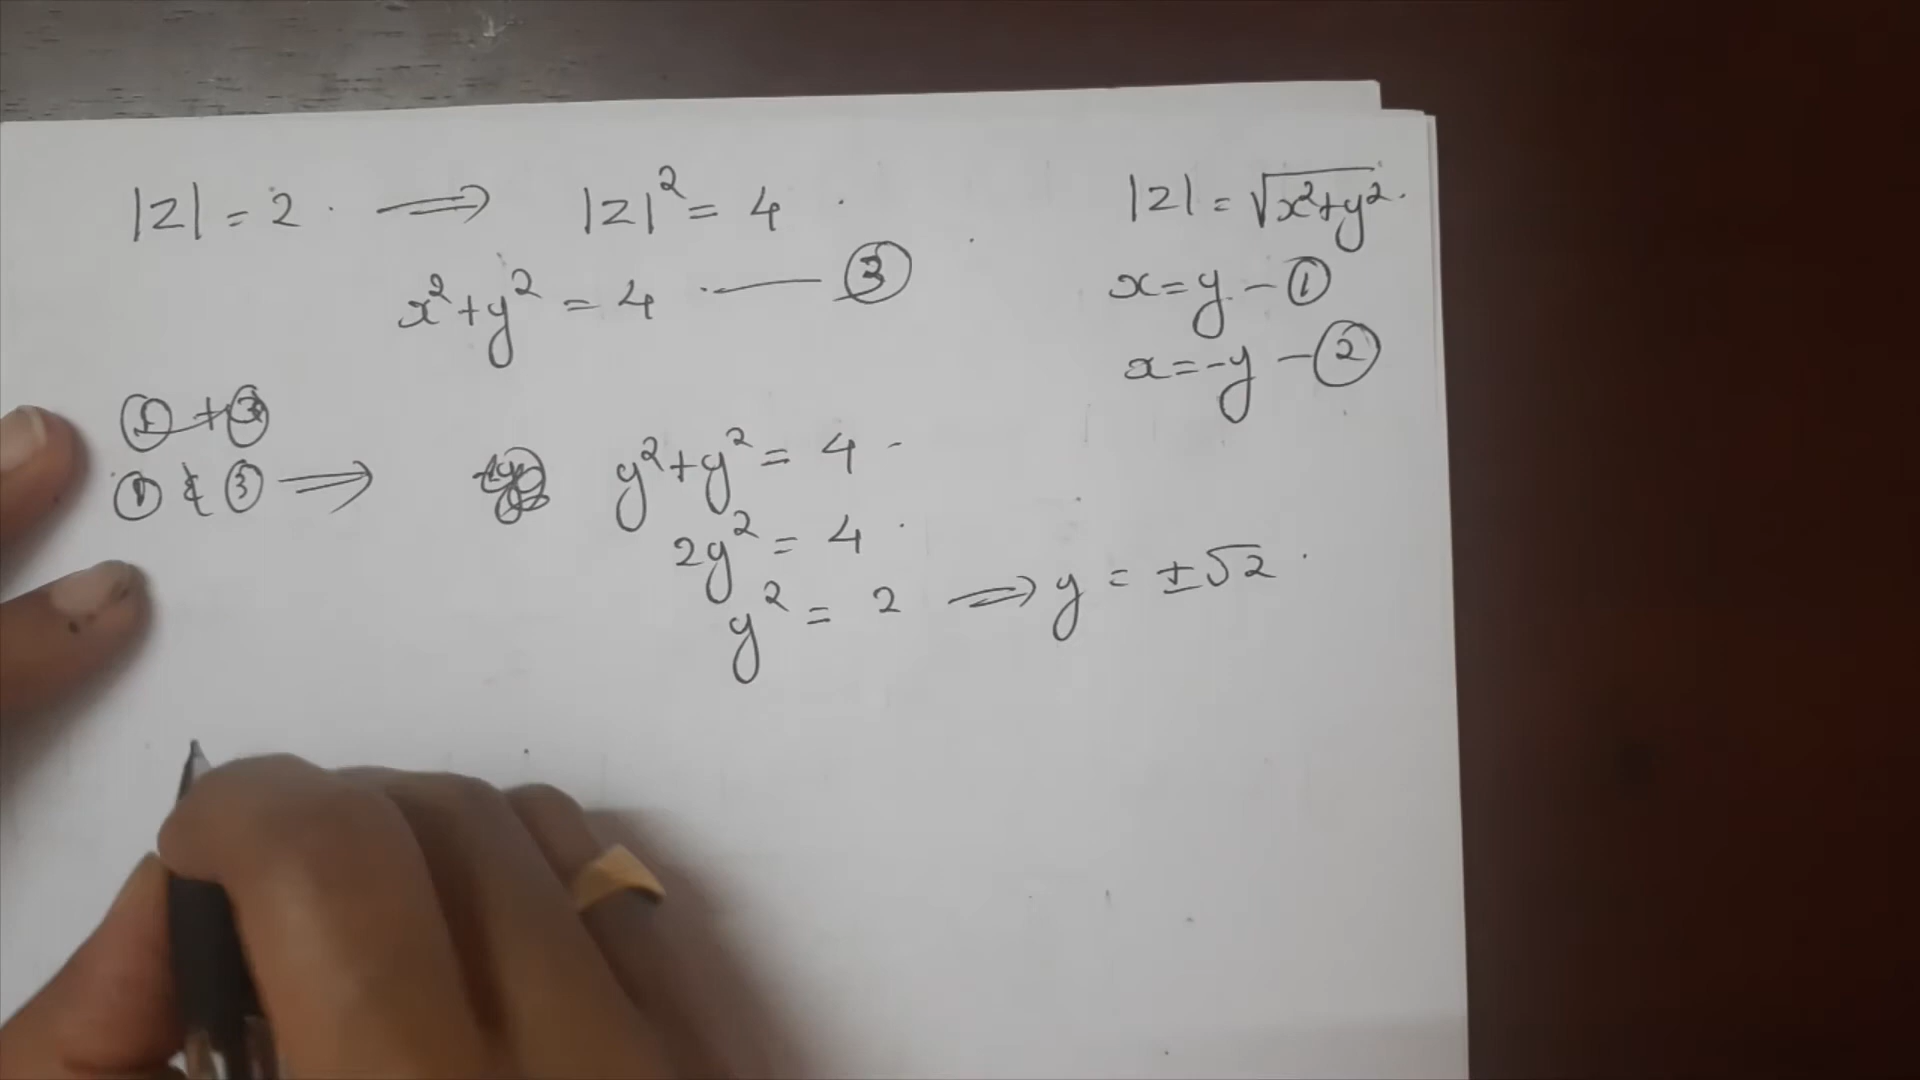 |z| = 2 . ⟹ |z|² = 4 .
x² + y² = 4 . —— ③
|z| = √x²+y² .
x = y – ①
x = -y – ②
① & ③ ⟹ y² + y² = 4
2y² = 4
y² = 2 ⟹ y = ±√2 .